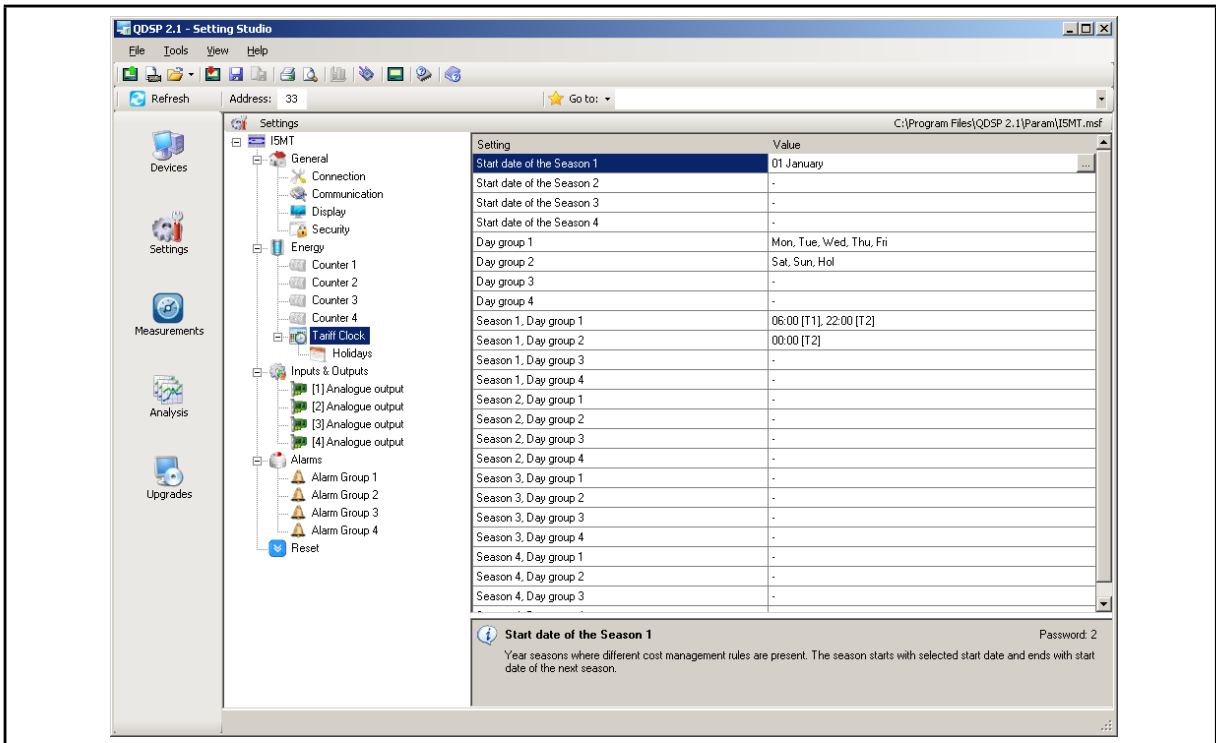 QDSP 2.1 - Setting Studio
File Tools View Help
Refresh Address: 33 Go to:
Settings C:\Program Files\QDSP 2.1\Param\I5MT.msf
Devices
Settings
Measurements
Analysis
Upgrades
I5MT
General
Connection
Communication
Display
Security
Energy
Counter 1
Counter 2
Counter 3
Counter 4
Tariff Clock
Holidays
Inputs & Outputs
[1] Analogue output
[2] Analogue output
[3] Analogue output
[4] Analogue output
Alarms
Alarm Group 1
Alarm Group 2
Alarm Group 3
Alarm Group 4
Reset
Setting Value
Start date of the Season 1 01 January ...
Start date of the Season 2 -
Start date of the Season 3 -
Start date of the Season 4 -
Day group 1 Mon, Tue, Wed, Thu, Fri
Day group 2 Sat, Sun, Hol
Day group 3 -
Day group 4 -
Season 1, Day group 1 06:00 [T1], 22:00 [T2]
Season 1, Day group 2 00:00 [T2]
Season 1, Day group 3 -
Season 1, Day group 4 -
Season 2, Day group 1 -
Season 2, Day group 2 -
Season 2, Day group 3 -
Season 2, Day group 4 -
Season 3, Day group 1 -
Season 3, Day group 2 -
Season 3, Day group 3 -
Season 3, Day group 4 -
Season 4, Day group 1 -
Season 4, Day group 2 -
Season 4, Day group 3 -
Start date of the Season 1 Password: 2
Year seasons where different cost management rules are present. The season starts with selected start date and ends with start
date of the next season.